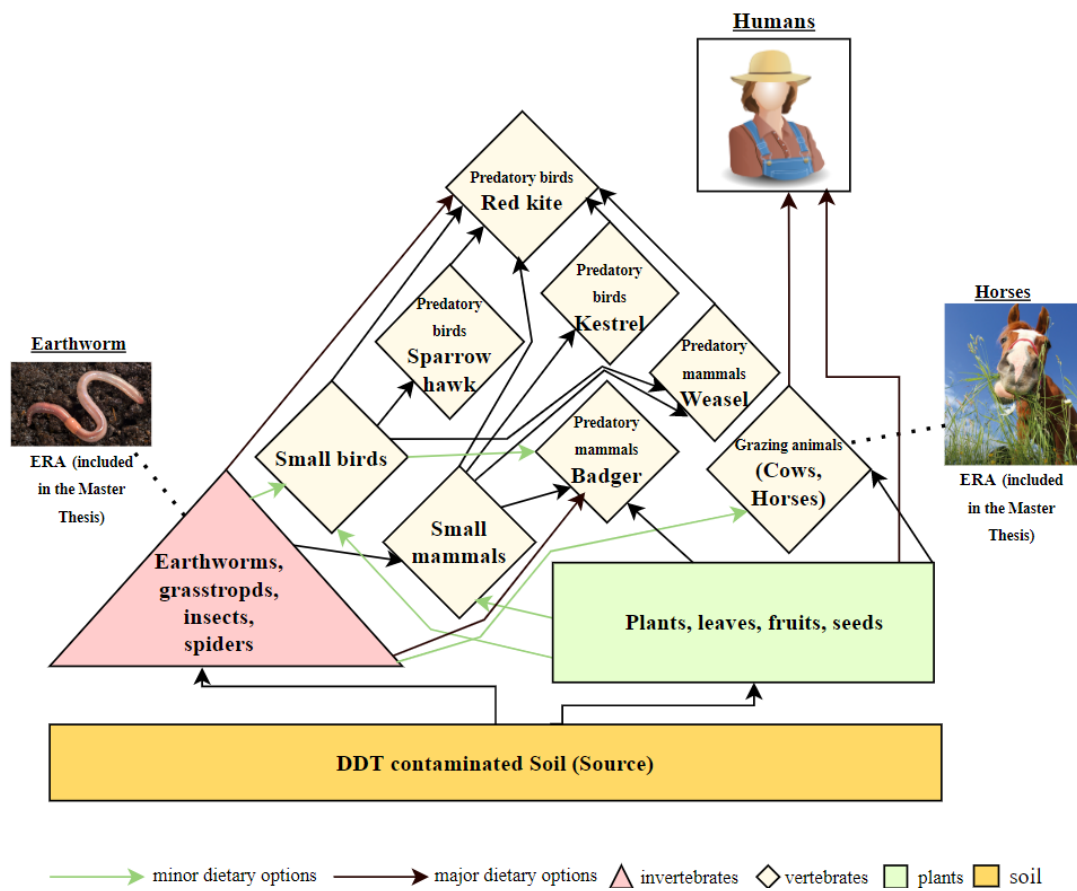 Humans
Predatory birds
Red kite
Predatory
birds
Kestrel
Predatory
birds
Sparrow
hawk
Predatory
mammals
Weasel
Horses
Earthworm
ERA (included
in the Master
Thesis)
Small birds
Predatory
mammals
Badger
Grazing animals
(Cows,
Horses)
ERA (included
in the Master
Thesis)
Small
mammals
Earthworms,
grasstropds,
insects,
spiders
Plants, leaves, fruits, seeds
DDT contaminated Soil (Source)
minor dietary options
major dietary options
invertebrates
vertebrates
plants
soil